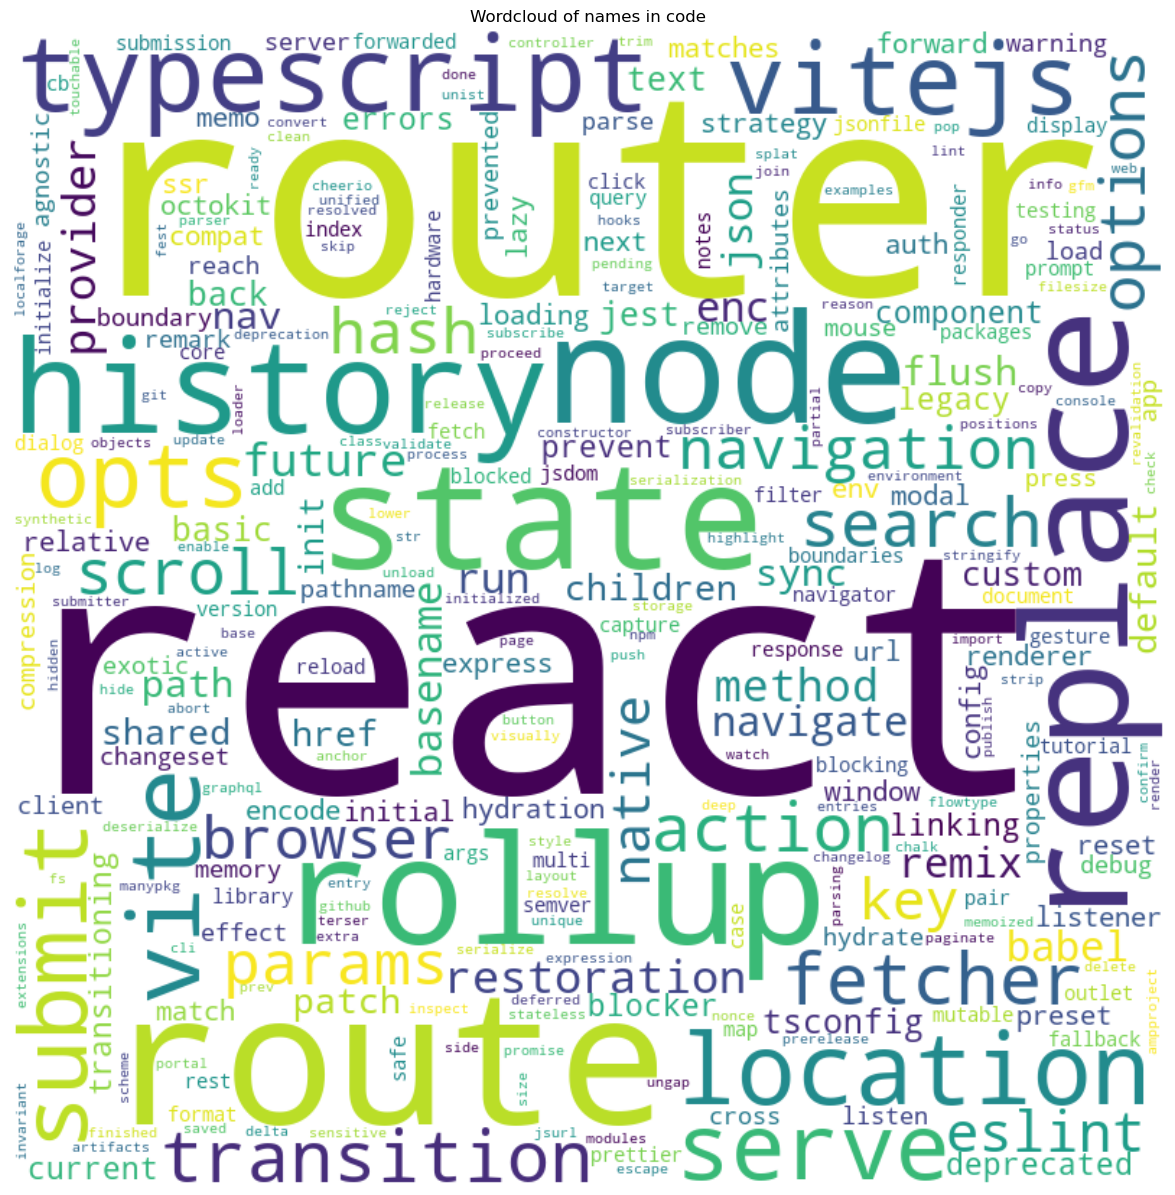 Wordcloud of names in code
typescript
submission
server
forwarded
controller
trim
matches
forward
warning
touchable
cb
done
unist
text
vitejs
options
memo
convert
clean
errors
prevented
parse
strategy
jsonfile
pop
display
router
agnostic
provider
ssr
octokit
parser
compat
fest
ready
cheerio
unified
resolved
index
skip
hardware
lazy
click
query
hooks
next
pending
target
notes
json
splat
join
attributes
examples
auth
responder
lint
info
gfm
web
testing
status
go
load
prompt
filesize
localforage
initialize
reach
back
boundary
nav
remark
deprecation
core
reject
hash
loading
subscribe
proceed
jest
remove
enc
reason
mouse
component
packages
replace
history
node
git
loader
release
flush
legacy
copy
console
positions
revalidation
app
check
dialog
objects
update
class
validate
process
fetch
constructor
subscriber
prevent
partial
navigation
opts
future
add
blocked
jsdom
serialization
filter
env
environment
modal
press
state
synthetic
basic
enable
init
lower
str
highlight
search
boundaries
stringify
default
relative
log
scroll
unload
run
children
sync
navigator
custom
document
compression
submitter
version
pathname
initialized
storage
capture
base
react
page
npm
push
response
url
import
gesture
renderer
strip
hidden
active
exotic
hide
path
abort
reload
basename
express
method
config
publish
shared
changeset
href
anchor
button
visually
native
navigate
watch
blocking
window
properties
tutorial
confirm
render
client
vite
graphql
encode
initial
hydration
deep
entries
flowtype
linking
reset
debug
deserialize
browser
args
style
multi
layout
action
changelog
chalk
remix
submit
fs
transitioning
manypkg
memory
library
entry
github
terser
extra
rollup
resolve
semver
unique
case
parsing
key
pair
memoized
listener
extensions
cli
effect
serialize
expression
hydrate
paginate
babel
delete
params
prev
restoration
fetcher
outlet
ampproject
match
patch
inspect
deferred
stateless
blocker
nonce
map
tsconfig
prerelease
mutable
preset
fallback
route
scheme
portal
rest
safe
side
promise
size
ungap
location
invariant
format
finished
saved
artifacts
delta
sensitive
jsurl
modules
prettier
escape
cross
listen
current
transition
serve
eslint
deprecated